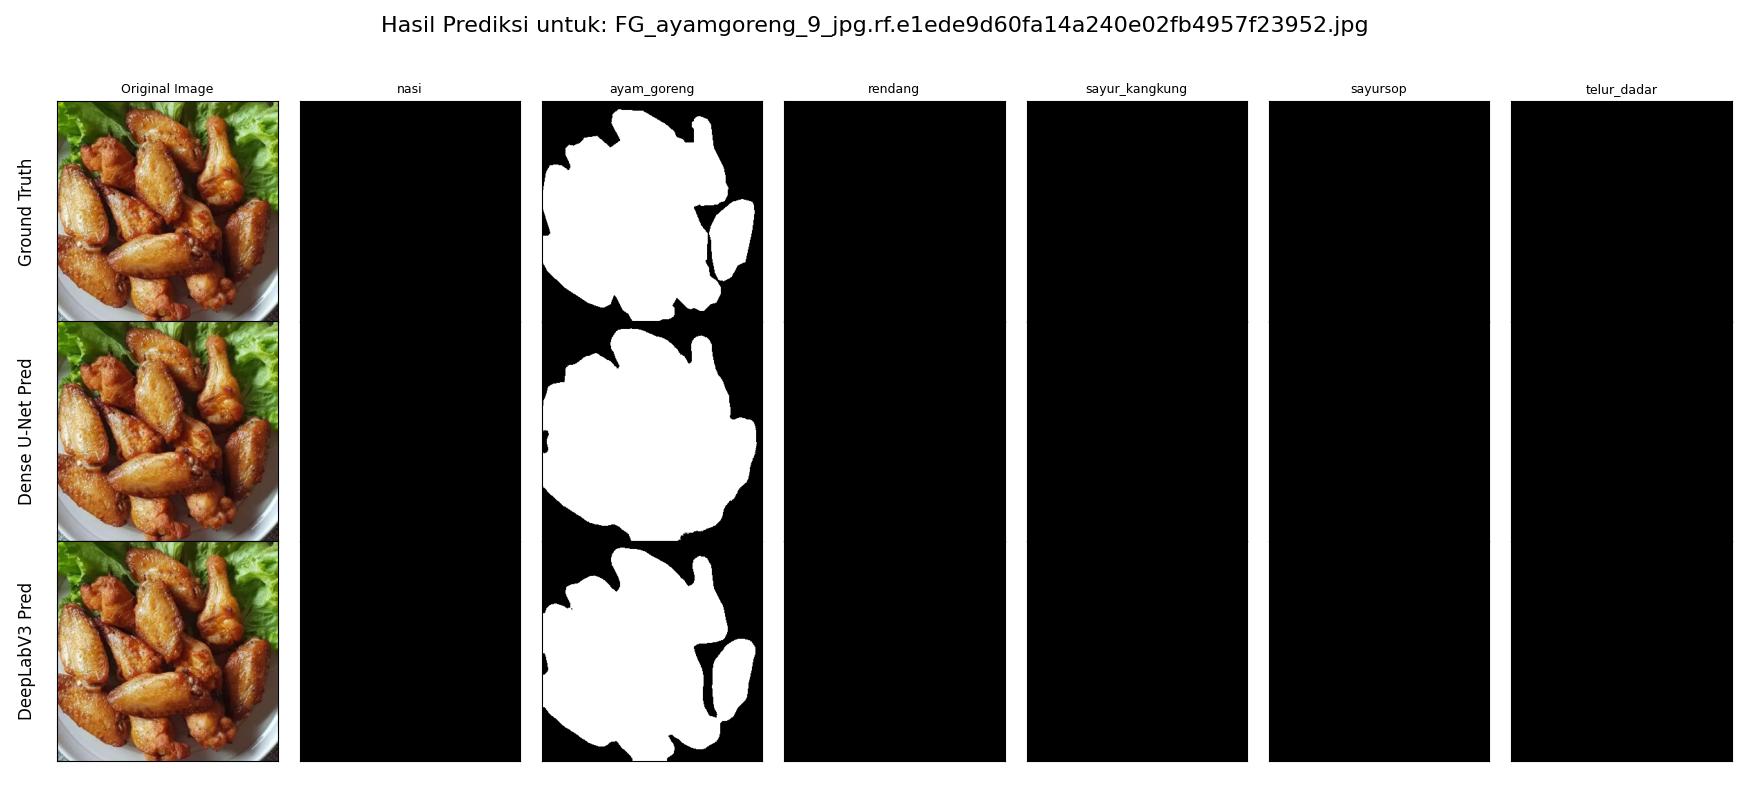 Hasil Prediksi untuk: FG_ayamgoreng_9_jpg.rf.e1ede9d60fa14a240e02fb4957f23952.jpg
Original Image
nasi
ayam_goreng
rendang
sayur_kangkung
sayursop
telur_dadar
Ground Truth
Dense U-Net Pred
DeepLabV3 Pred